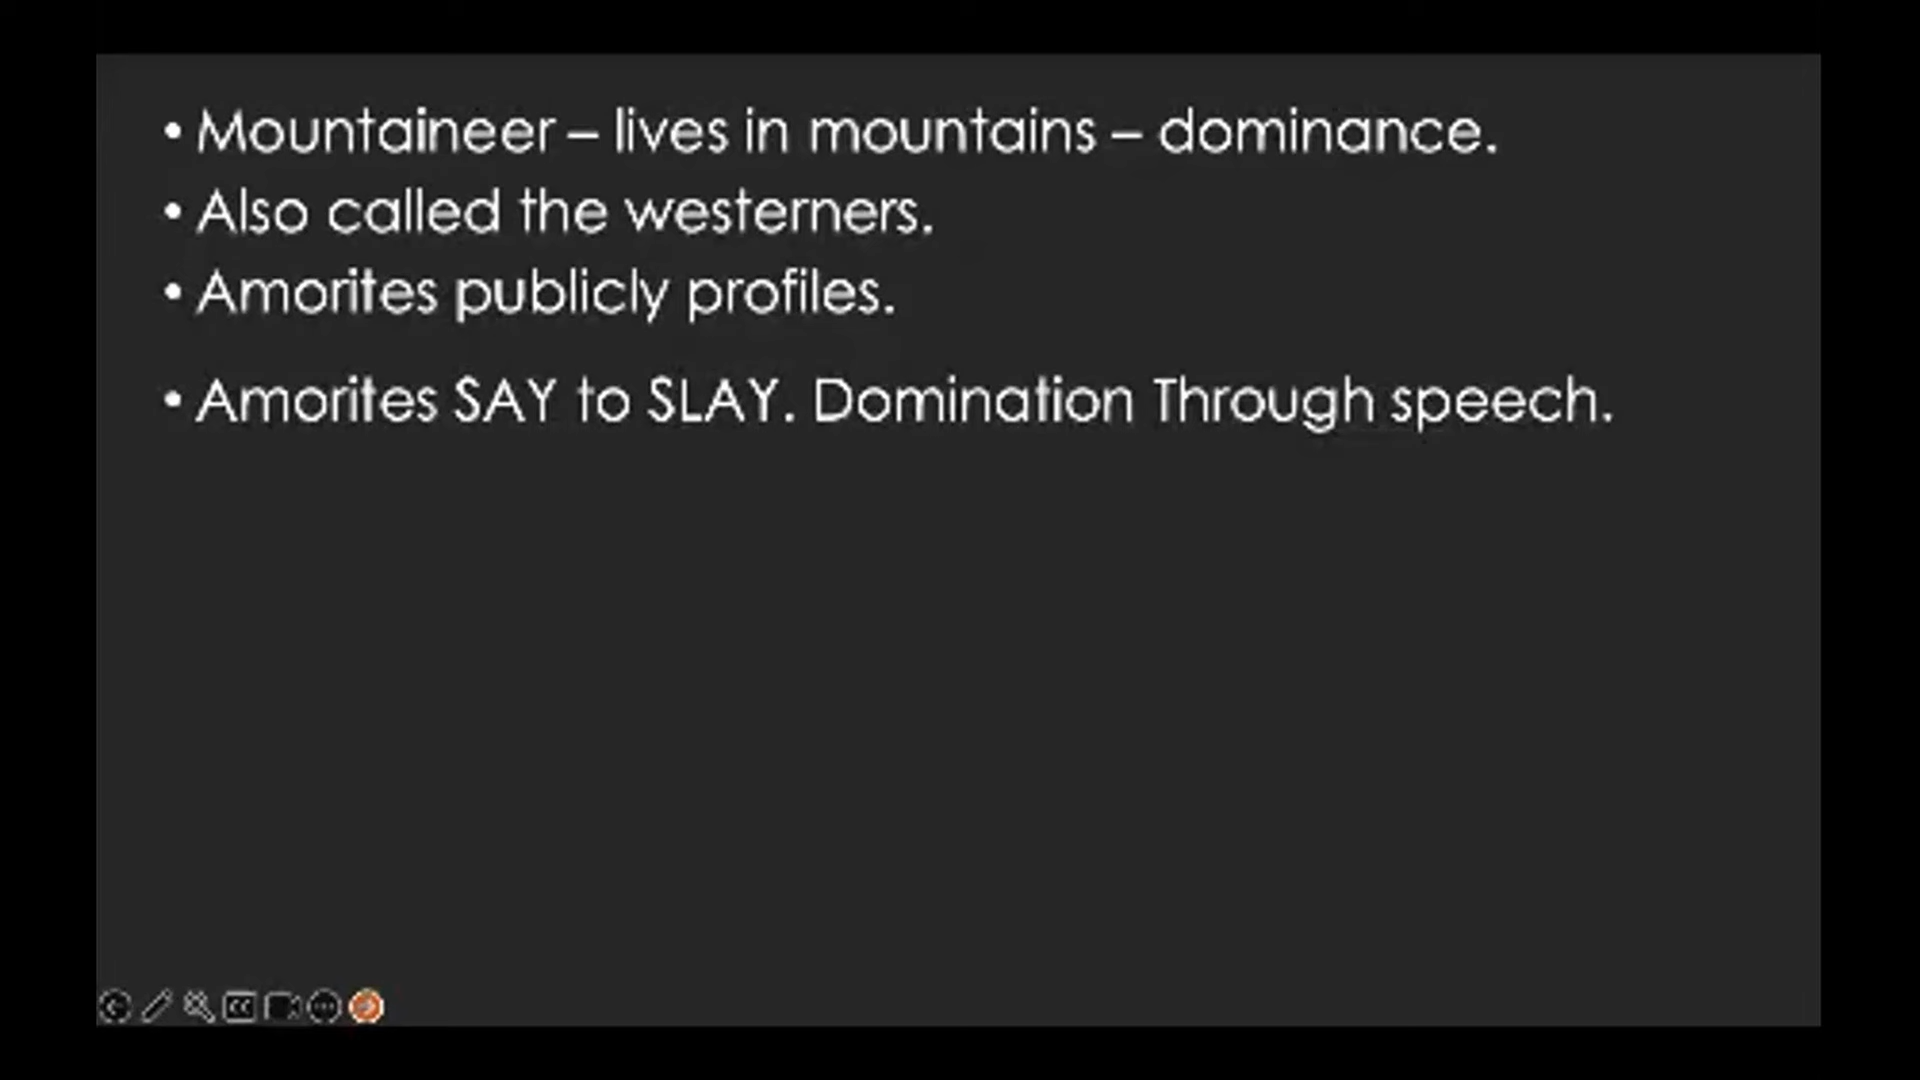 • Mountaineer – lives in mountains – dominance.
• Also called the westerners.
• Amorites publicly profiles.
• Amorites SAY to SLAY. Domination Through speech.